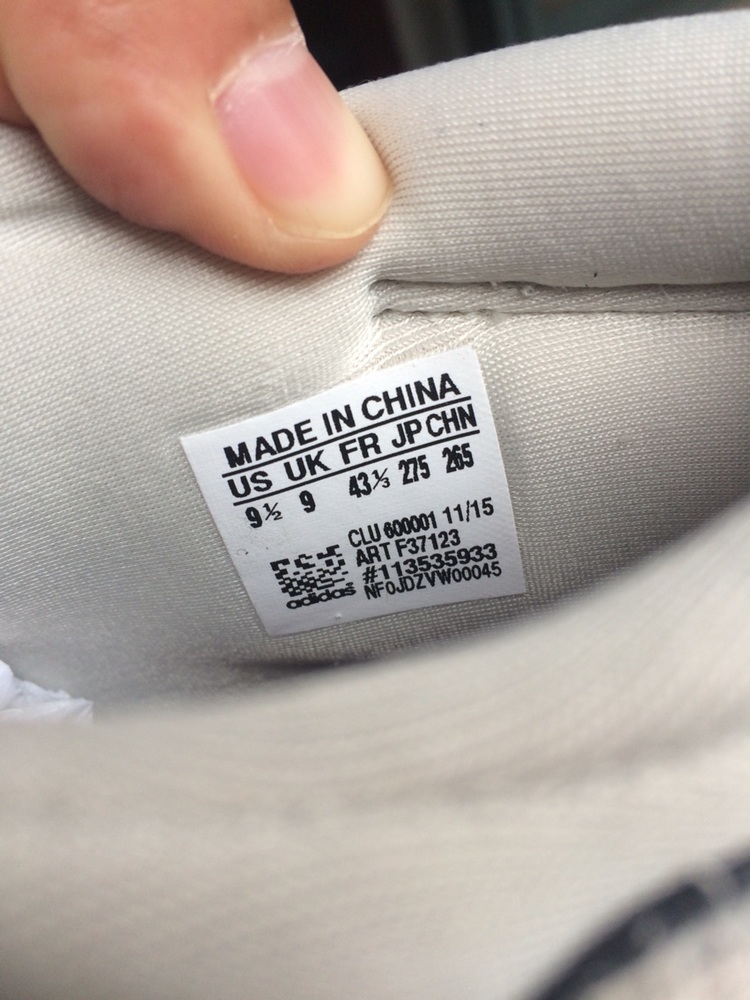 MADE IN CHINA
US UK FR JP CHN
9½ 9 43⅓ 275 265
CLU 600001 11/15
ART F37123
#113535933
NF0JDZVW00045
adidas